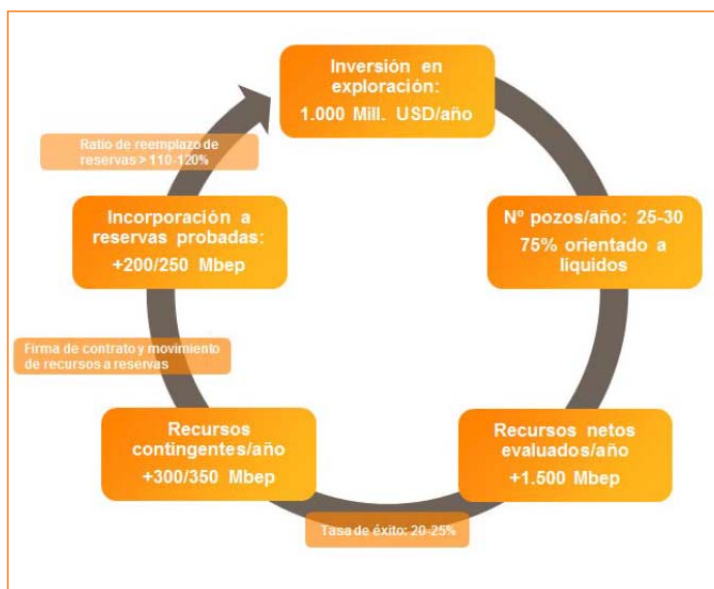 Inversión en
exploración:
1.000 Mill. USD/año
Ratio de reemplazo de
reservas > 110-120%
Incorporación a
reservas probadas:
+200/250 Mbep
Nº pozos/año: 25-30
75% orientado a
líquidos
Firma de contrato y movimiento
de recursos a reservas
Recursos
contingentes/año
+300/350 Mbep
Recursos netos
evaluados/año
+1.500 Mbep
Tasa de éxito: 20-25%